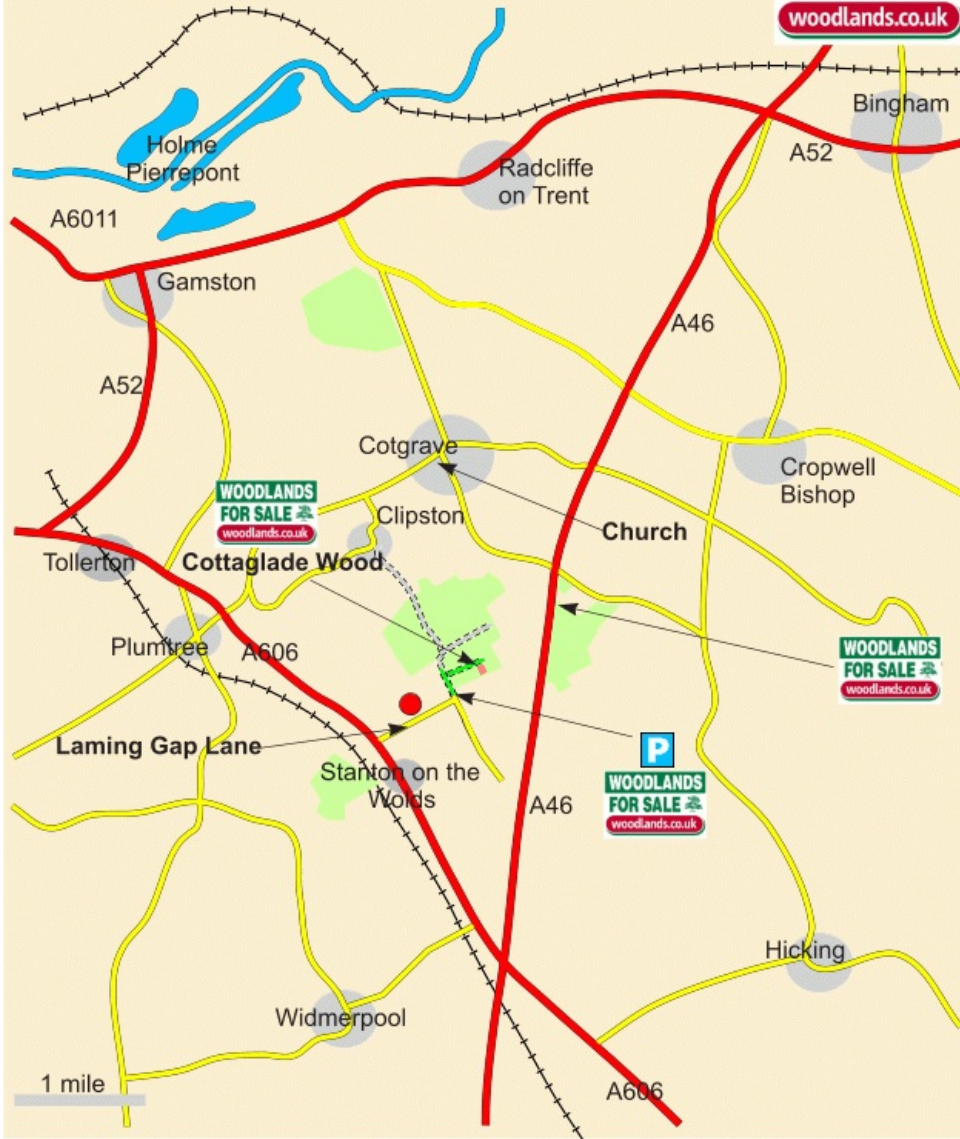 woodlands.co.uk
Bingham
Holme
Pierrepont
A52
Radcliffe
on Trent
A6011
Gamston
A46
A52
Cotgrave
Cropwell
Bishop
WOODLANDS
FOR SALE
woodlands.co.uk
Clipston
Church
Tollerton
Cottaglade Wood
Plumtree
A606
WOODLANDS
FOR SALE
woodlands.co.uk
Laming Gap Lane
P
Stanton on the
Wolds
WOODLANDS
FOR SALE
woodlands.co.uk
A46
Hicking
Widmerpool
1 mile
A606